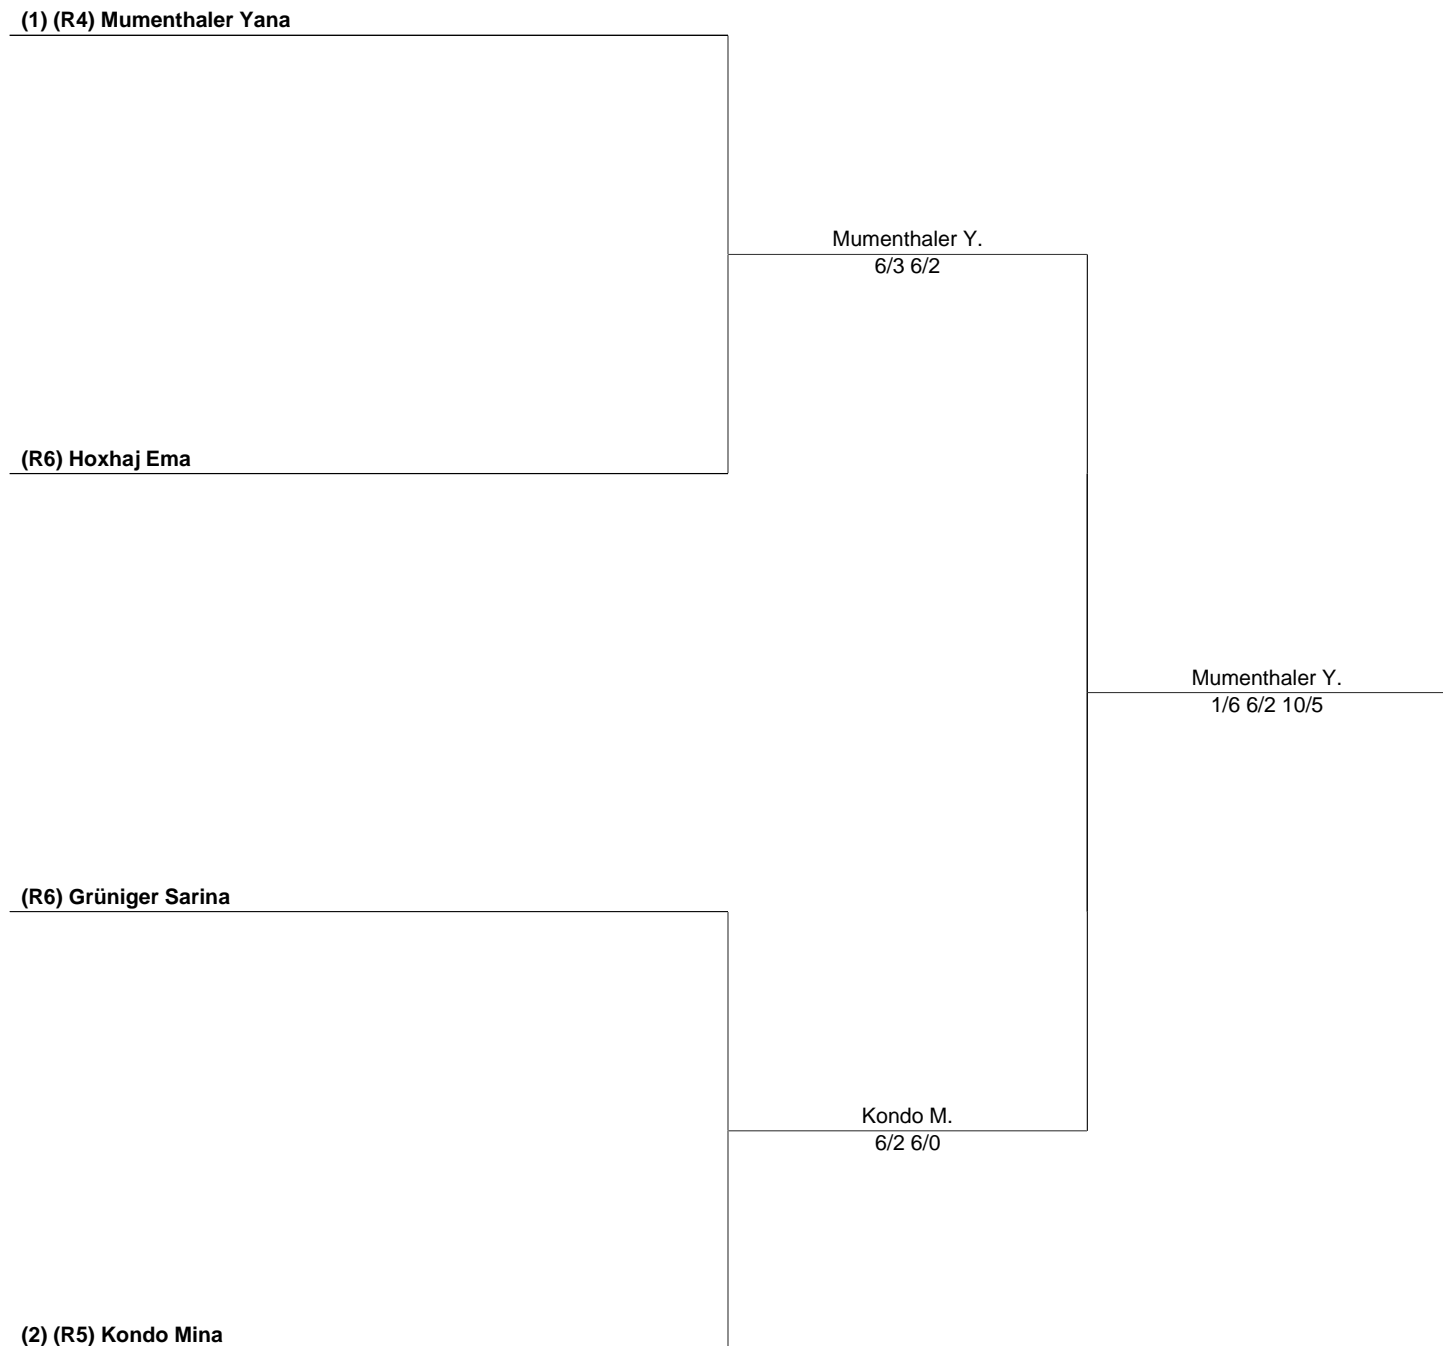 (1) (R4) Mumenthaler Yana
Mumenthaler Y.
6/3 6/2
(R6) Hoxhaj Ema
Mumenthaler Y.
1/6 6/2 10/5
(R6) Grüniger Sarina
Kondo M.
6/2 6/0
(2) (R5) Kondo Mina